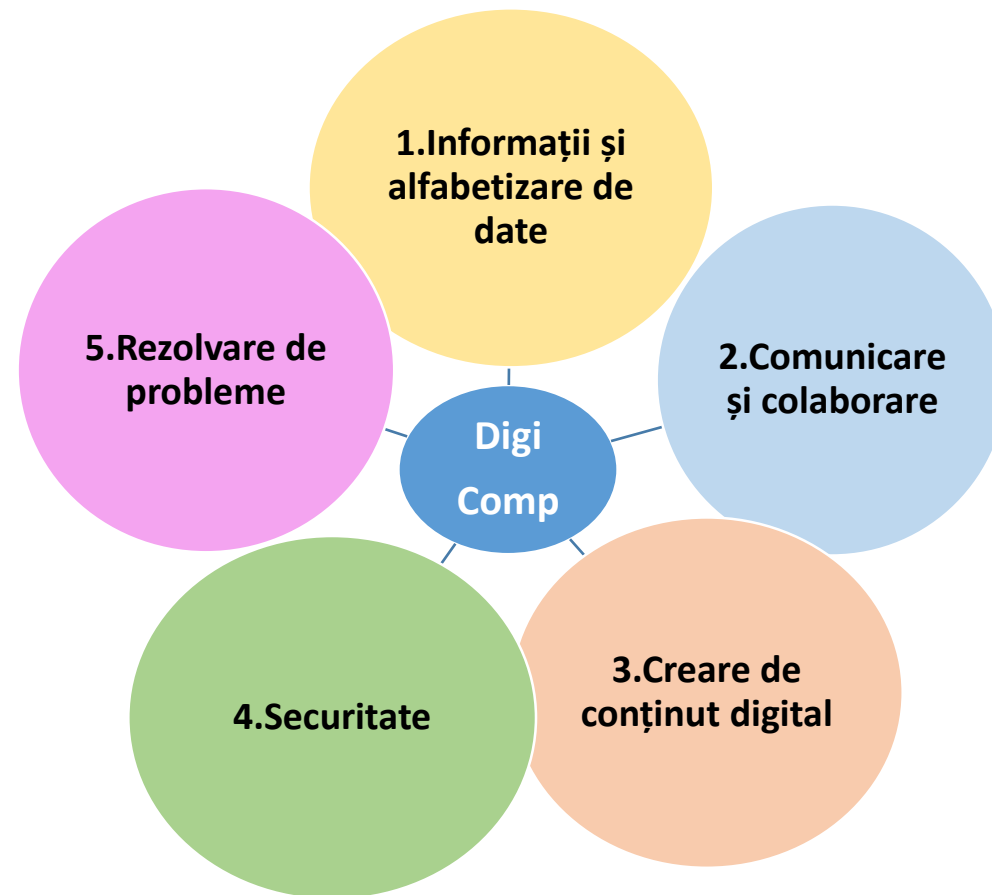 1.Informații și
alfabetizare de
date
5.Rezolvare de
probleme
2.Comunicare
și colaborare
Digi
Comp
3.Creare de
conținut digital
4.Securitate